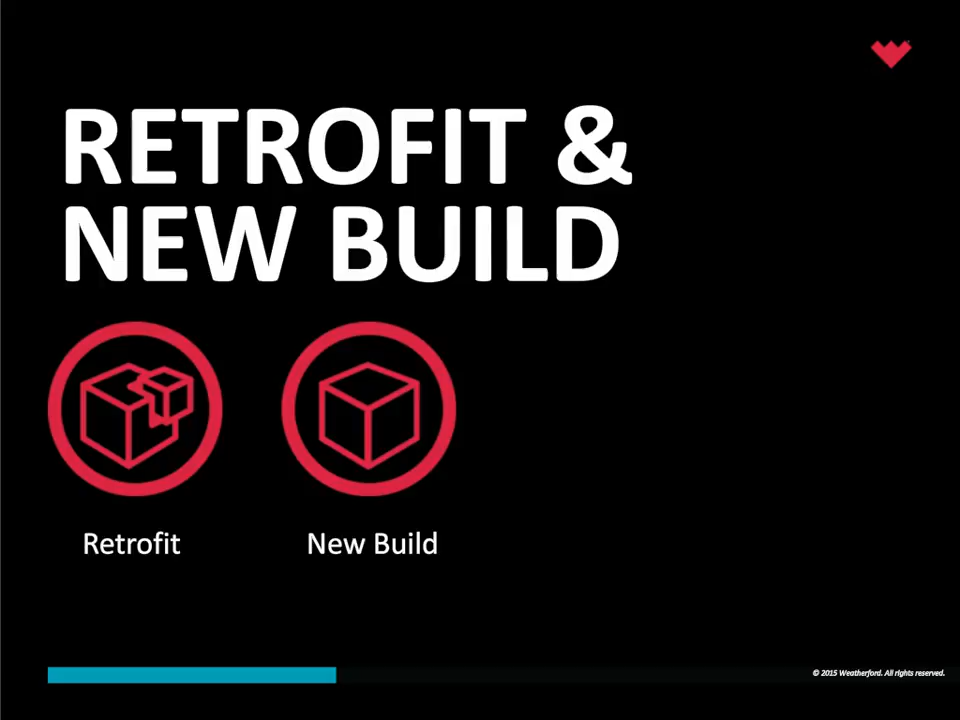 RETROFIT &
NEW BUILD
Retrofit
New Build
© 2015 Weatherford. All rights reserved.